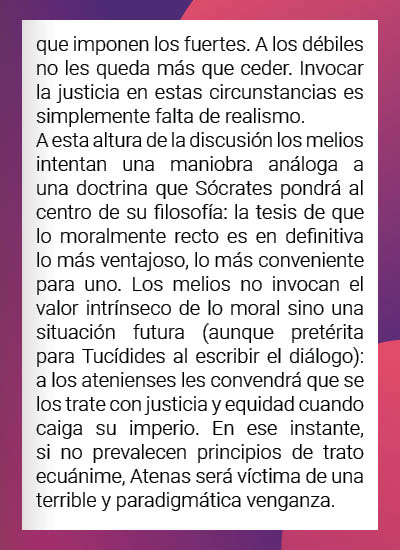 que imponen los fuertes. A los débiles
no les queda más que ceder. Invocar
la justicia en estas circunstancias es
simplemente falta de realismo.
A esta altura de la discusión los melios
intentan una maniobra análoga a
una doctrina que Sócrates pondrá al
centro de su filosofía: la tesis de que
lo moralmente recto es en definitiva
lo más ventajoso, lo más conveniente
para uno. Los melios no invocan el
valor intrínseco de lo moral sino una
situación futura (aunque pretérita
para Tucídides al escribir el diálogo):
a los atenienses les convendrá que se
los trate con justicia y equidad cuando
caiga su imperio. En ese instante,
si no prevalecen principios de trato
ecuánime, Atenas será víctima de una
terrible y paradigmática venganza.